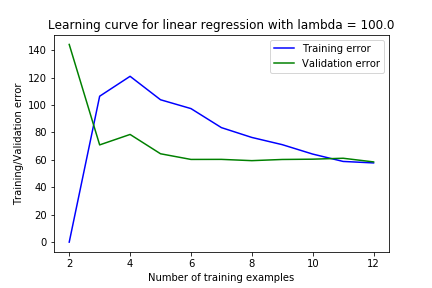 Learning curve for linear regression with lambda = 100.0
Training error
Validation error
Training/Validation error
140
120
100
80
60
40
20
0
2 4 6 8 10 12
Number of training examples